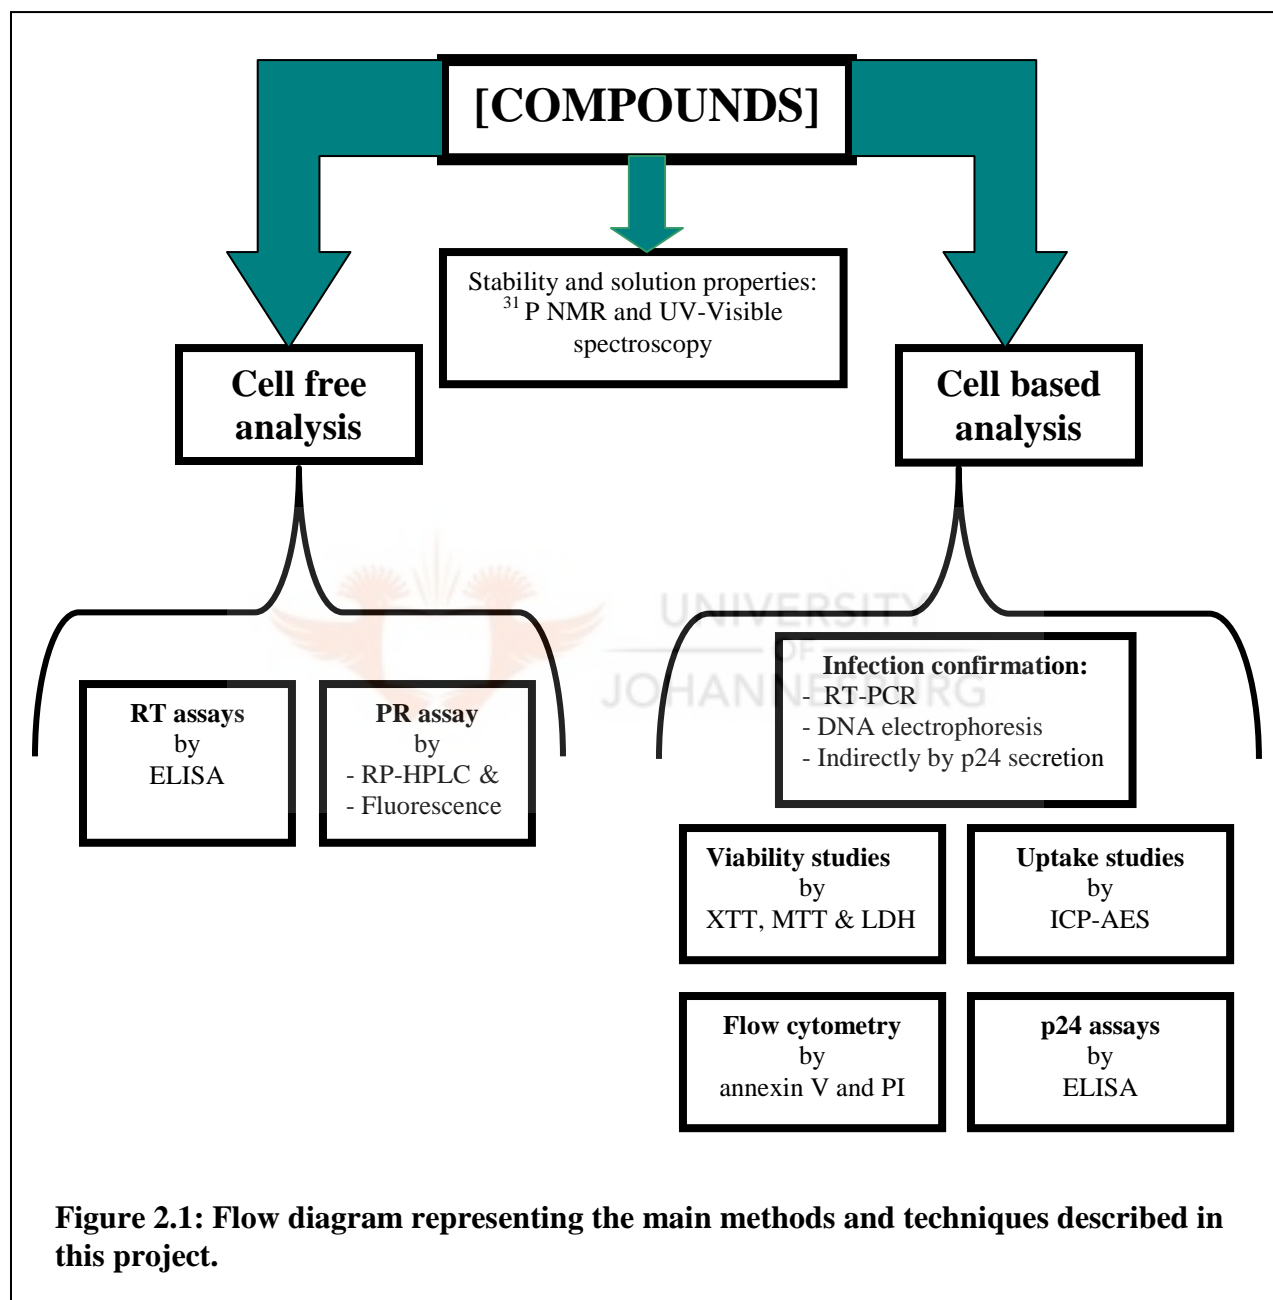 [COMPOUNDS]
Stability and solution properties:
³¹ P NMR and UV-Visible
spectroscopy
Cell free
analysis
Cell based
analysis
RT assays
by
ELISA
PR assay
by
- RP-HPLC &
- Fluorescence
UNIVERSITY
OF
JOHANNESBURG
Infection confirmation:
- RT-PCR
- DNA electrophoresis
- Indirectly by p24 secretion
Viability studies
by
XTT, MTT & LDH
Uptake studies
by
ICP-AES
Flow cytometry
by
annexin V and PI
p24 assays
by
ELISA
Figure 2.1: Flow diagram representing the main methods and techniques described in
this project.